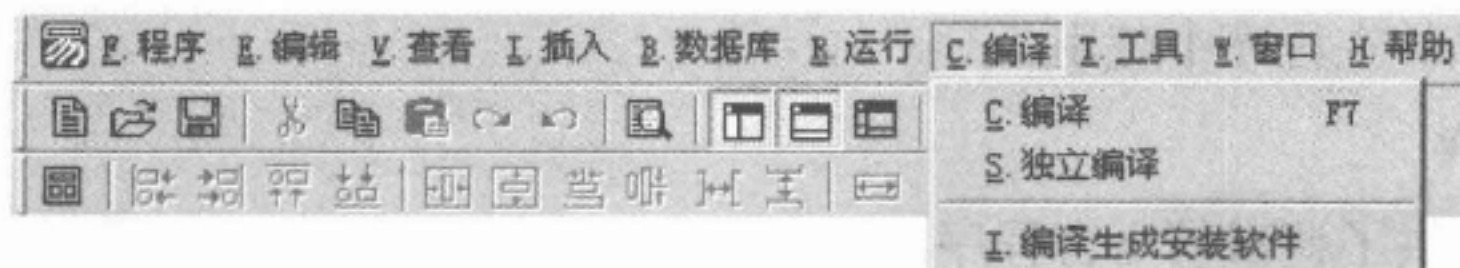 易 F.程序 E.编辑 V.查看 I.插入 B.数据库 R.运行 C.编译 T.工具 W.窗口 H.帮助
C.编译 F7
S.独立编译
I.编译生成安装软件